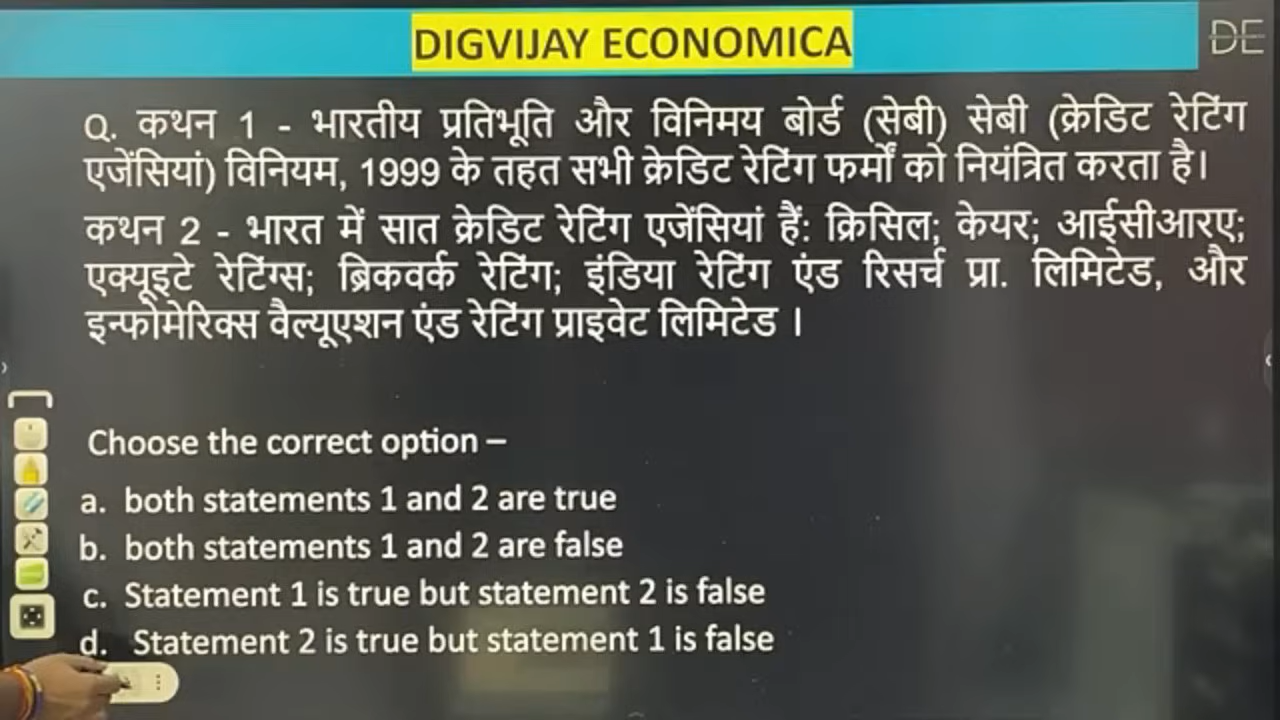 DIGVIJAY ECONOMICA
DE
Q. कथन 1 - भारतीय प्रतिभूति और विनिमय बोर्ड (सेबी) सेबी (क्रेडिट रेटिंग
एजेंसियां) विनियम, 1999 के तहत सभी क्रेडिट रेटिंग फर्मों को नियंत्रित करता है।
कथन 2 - भारत में सात क्रेडिट रेटिंग एजेंसियां हैं: क्रिसिल; केयर; आईसीआरए;
एक्यूइटे रेटिंग्स; ब्रिकवर्क रेटिंग; इंडिया रेटिंग एंड रिसर्च प्रा. लिमिटेड, और
इन्फोमेरिक्स वैल्यूएशन एंड रेटिंग प्राइवेट लिमिटेड ।
Choose the correct option –
a. both statements 1 and 2 are true
b. both statements 1 and 2 are false
c. Statement 1 is true but statement 2 is false
d. Statement 2 is true but statement 1 is false